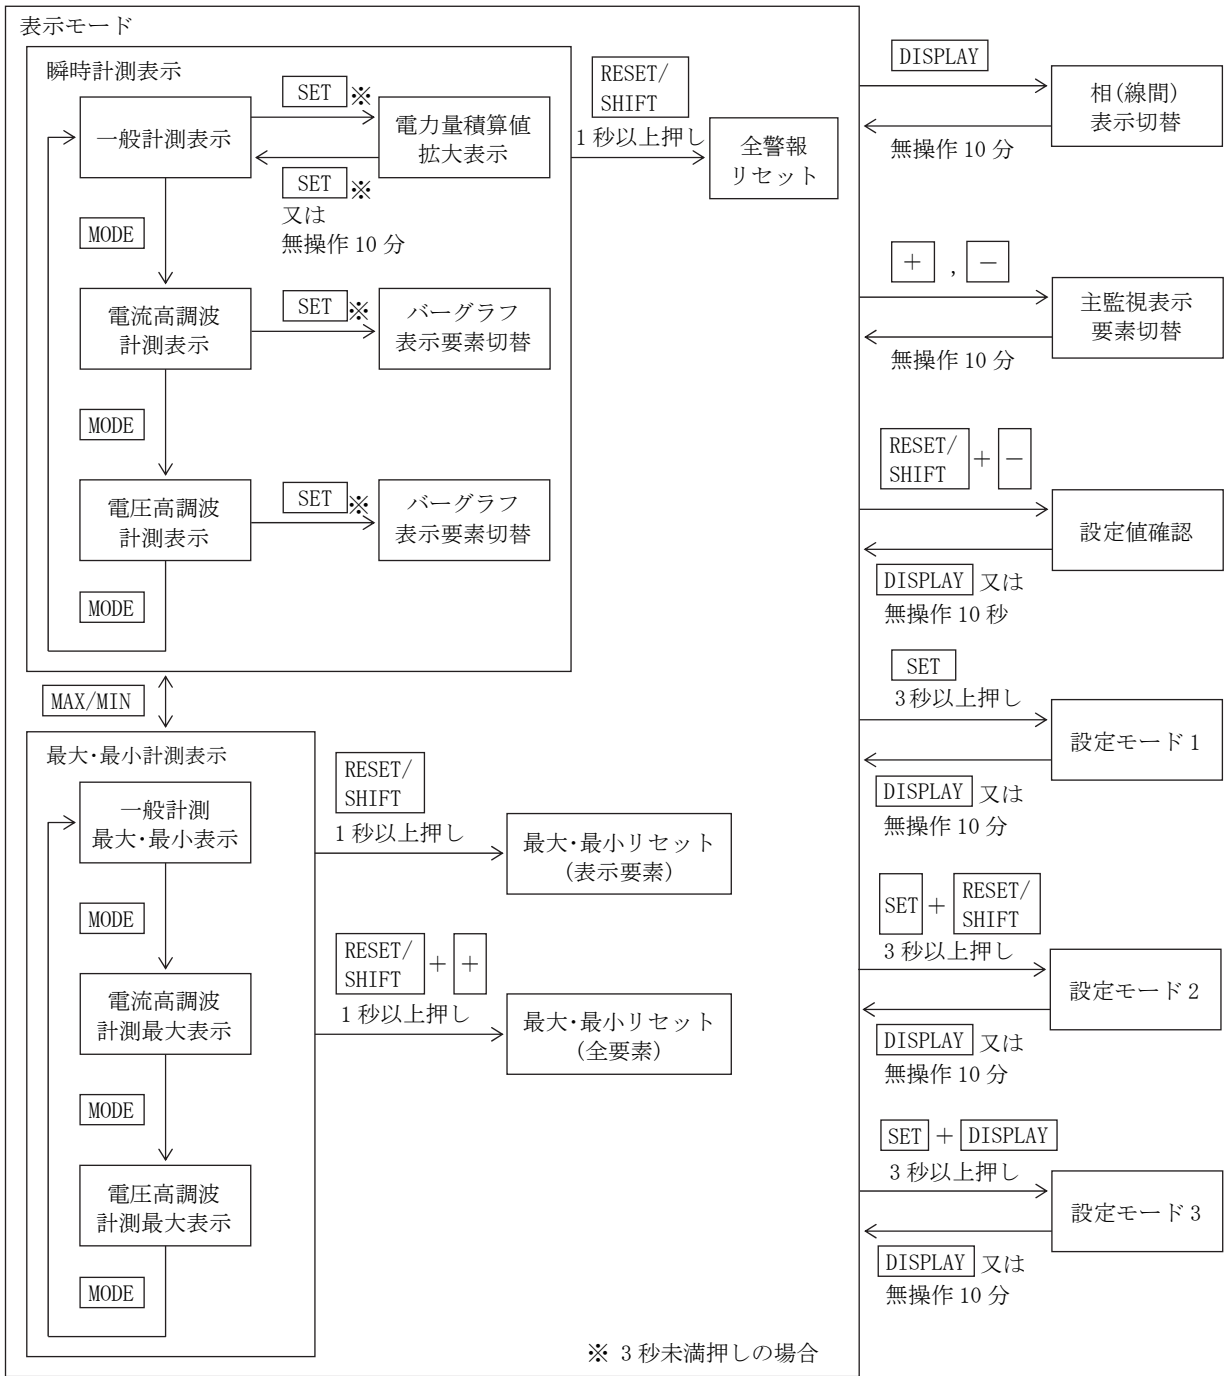 表示モード
瞬時計測表示
一般計測表示
SET ※
電力量積算値
拡大表示
SET ※
又は
無操作 10 分
MODE
電流高調波
計測表示
SET ※
バーグラフ
表示要素切替
MODE
電圧高調波
計測表示
SET ※
バーグラフ
表示要素切替
MODE
RESET/
SHIFT
1 秒以上押し
全警報
リセット
MAX/MIN
最大・最小計測表示
一般計測
最大・最小表示
MODE
電流高調波
計測最大表示
MODE
電圧高調波
計測最大表示
MODE
RESET/
SHIFT
1 秒以上押し
最大・最小リセット
(表示要素)
RESET/
SHIFT
+ +
1 秒以上押し
最大・最小リセット
(全要素)
※ 3 秒未満押しの場合
DISPLAY
相(線間)
表示切替
無操作 10 分
+ , −
主監視表示
要素切替
無操作 10 分
RESET/
SHIFT
+ −
設定値確認
DISPLAY 又は
無操作 10 秒
SET
3 秒以上押し
設定モード 1
DISPLAY 又は
無操作 10 分
SET + RESET/
SHIFT
3 秒以上押し
設定モード 2
DISPLAY 又は
無操作 10 分
SET + DISPLAY
3 秒以上押し
設定モード 3
DISPLAY 又は
無操作 10 分